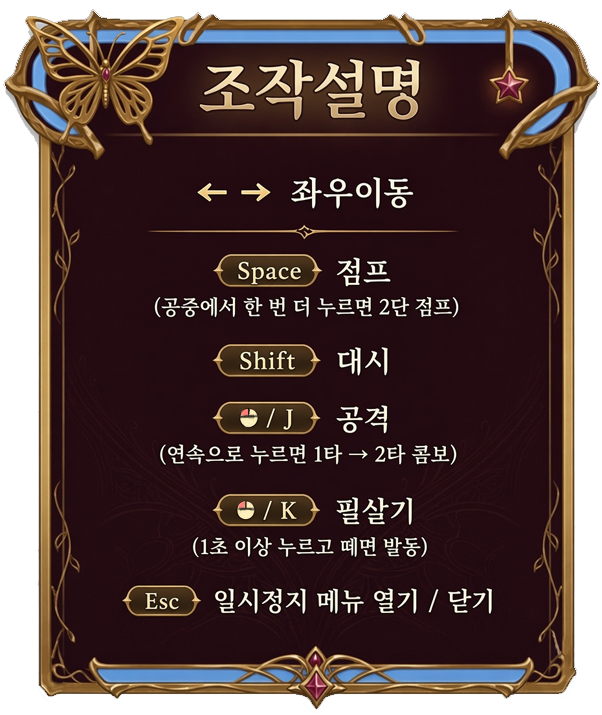 조작설명
← → 좌우이동
Space 점프
(공중에서 한 번 더 누르면 2단 점프)
Shift 대시
/ J 공격
(연속으로 누르면 1타 → 2타 콤보)
/ K 필살기
(1초 이상 누르고 떼면 발동)
Esc 일시정지 메뉴 열기 / 닫기